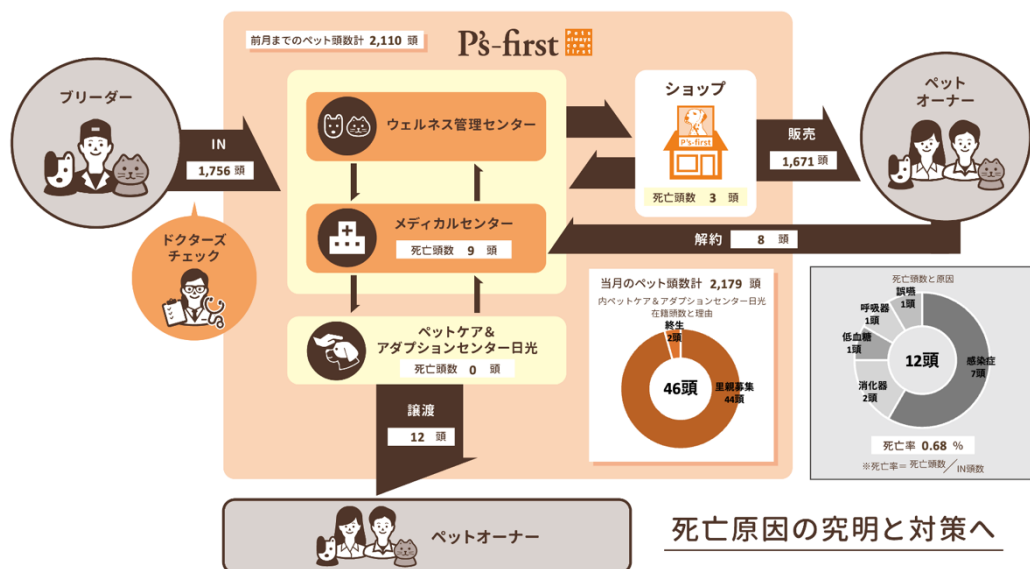 前月までのペット頭数計 2,110 頭
P's-first
ブリーダー
IN
1,756 頭
ドクターズ
チェック
ウェルネス管理センター
メディカルセンター
死亡頭数 9 頭
ペットケア&
アダプションセンター日光
死亡頭数 0 頭
ショップ
P's-first
死亡頭数 3 頭
販売
1,671 頭
ペット
オーナー
解約 8 頭
譲渡
12 頭
ペットオーナー
当月のペット頭数計 2,179 頭
内ペットケア&アダプションセンター日光
在籍頭数と理由
終生
2頭
46頭
里親募集
44頭
死亡頭数と原因
誤嚥
1頭
呼吸器
1頭
低血糖
1頭
消化器
2頭
12頭
感染症
7頭
死亡率 0.68 %
※死亡率= 死亡頭数/IN頭数
死亡原因の究明と対策へ